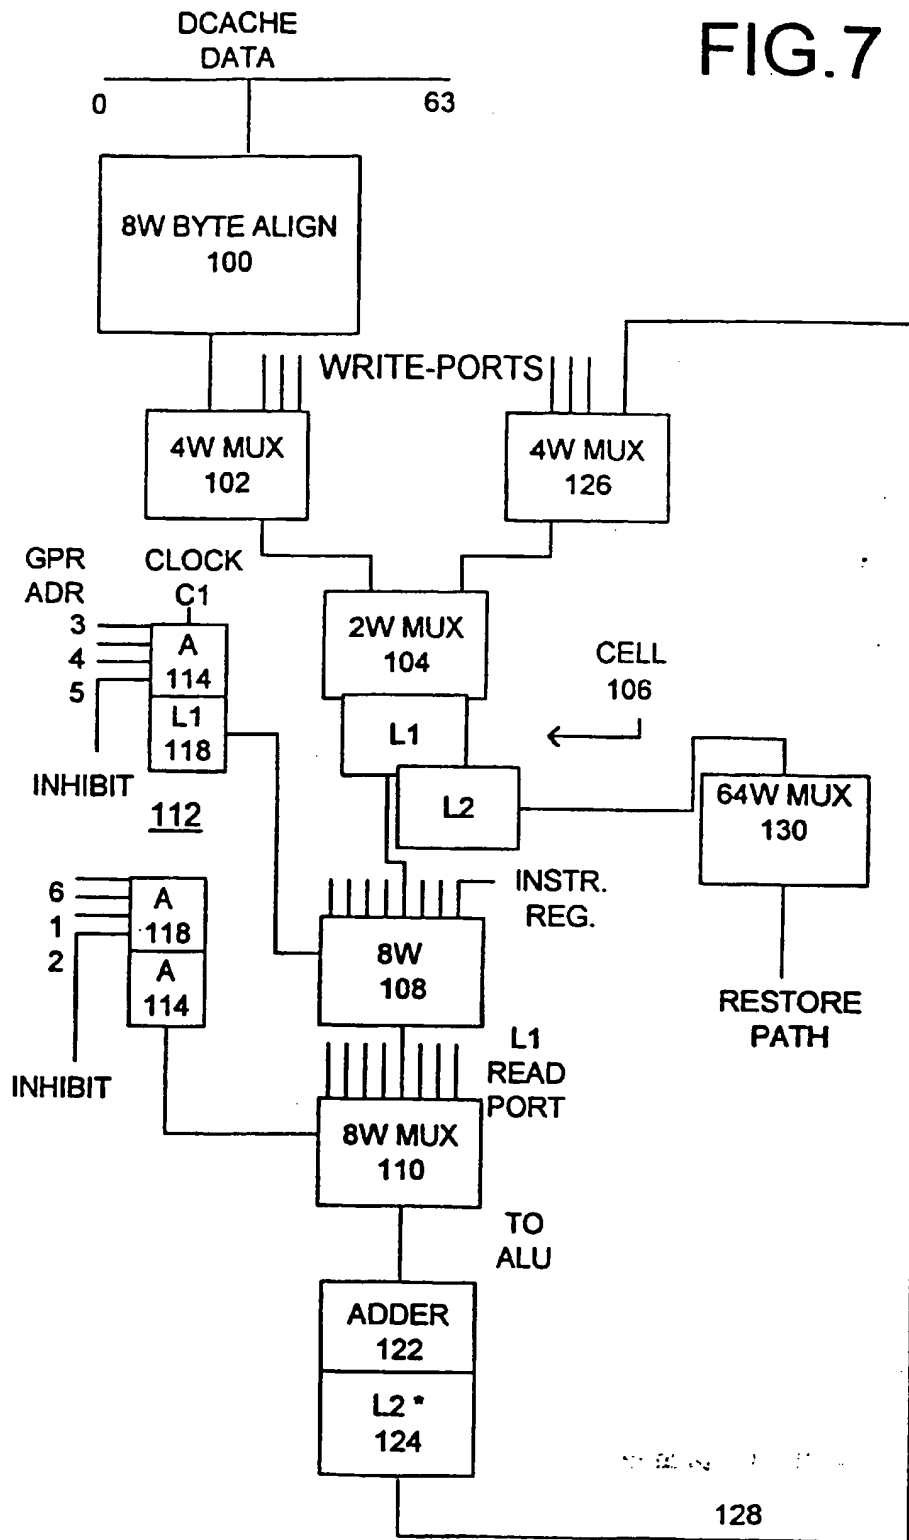 DCACHE
DATA
FIG.7
0 63
8W BYTE ALIGN
100
WRITE-PORTS
4W MUX
102
4W MUX
126
GPR
ADR
CLOCK
C1
3
4
5
A
114
L1
118
INHIBIT
112
2W MUX
104
CELL
106
L1
L2
64W MUX
130
6
1
2
A
118
A
114
INHIBIT
INSTR.
REG.
8W
108
RESTORE
PATH
L1
READ
PORT
8W MUX
110
TO
ALU
ADDER
122
L2 *
124
128